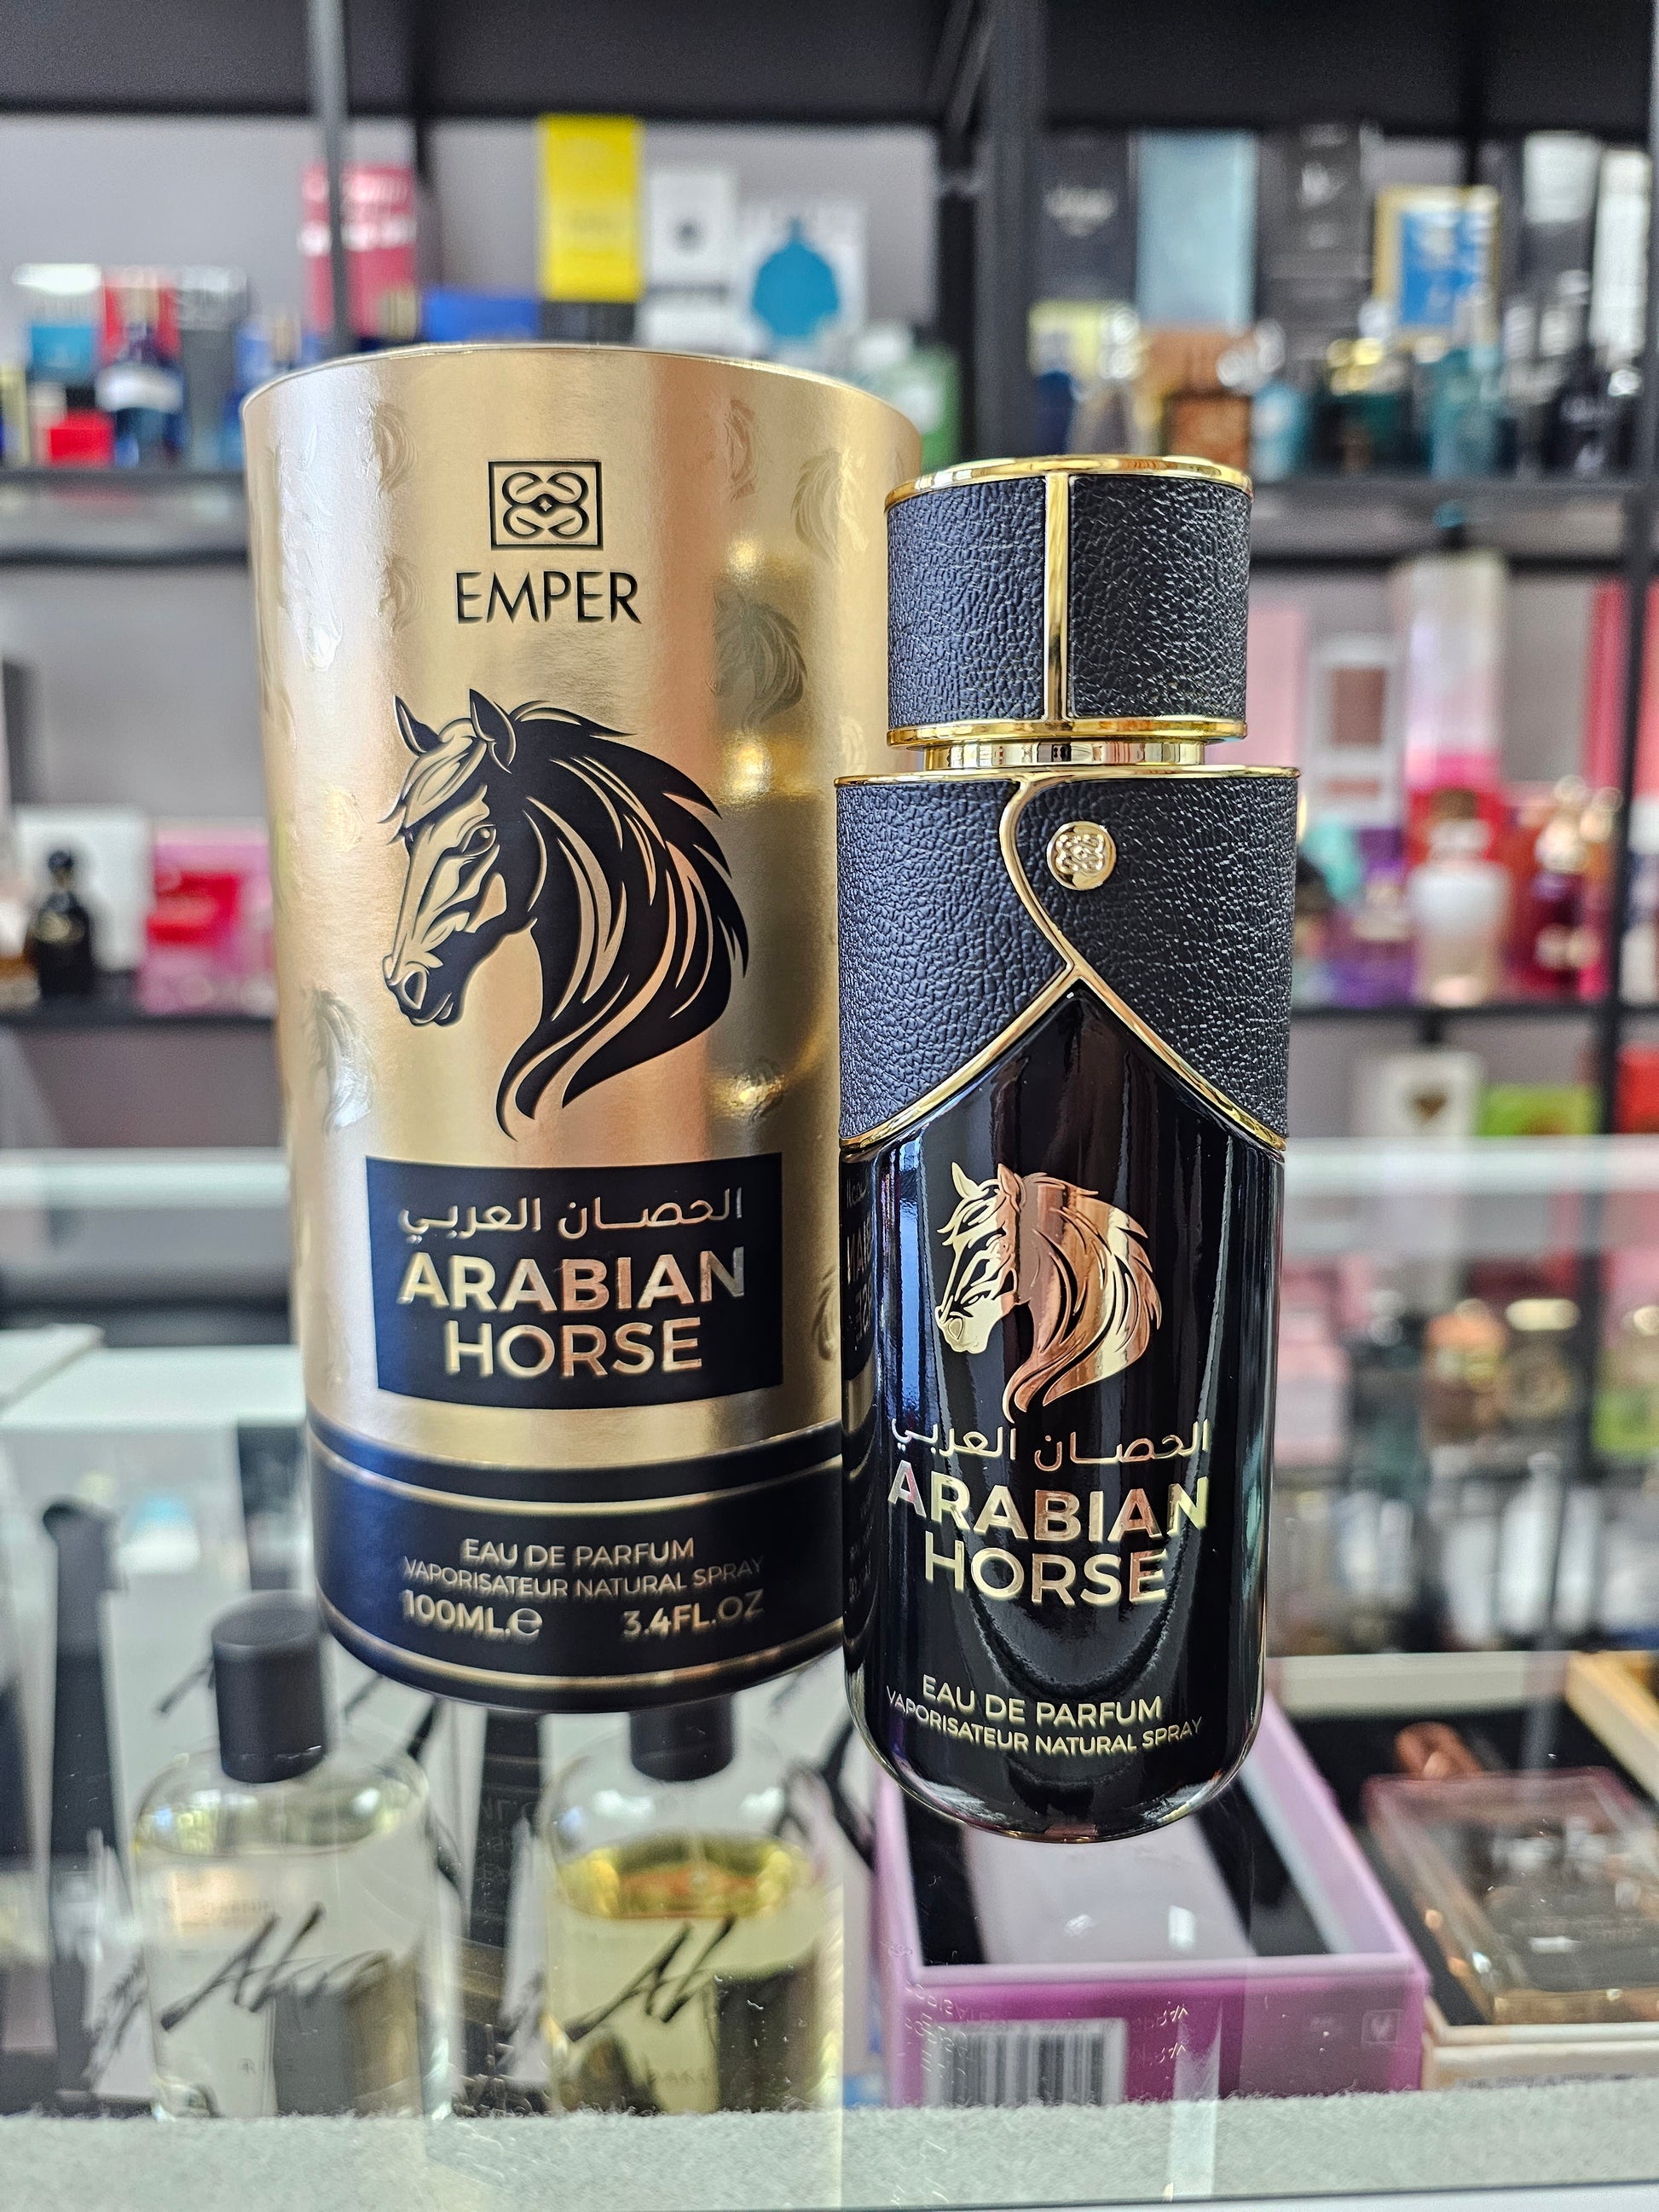 EMPER
الحصان العربي
ARABIAN
HORSE
EAU DE PARFUM
VAPORISATEUR NATURAL SPRAY
100ML.e 3.4FL.OZ
الحصان العربي
ARABIAN
HORSE
EAU DE PARFUM
VAPORISATEUR NATURAL SPRAY